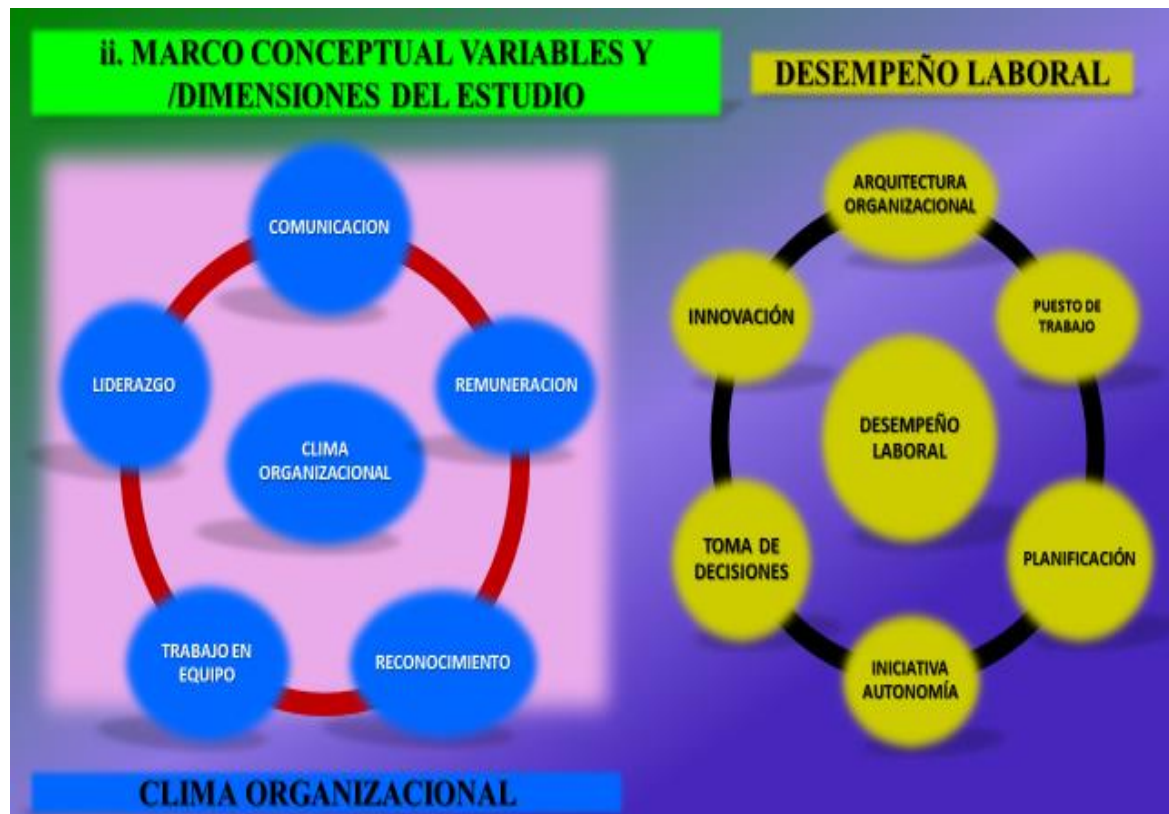 ii. MARCO CONCEPTUAL VARIABLES Y
/DIMENSIONES DEL ESTUDIO
COMUNICACION
LIDERAZGO
REMUNERACION
CLIMA
ORGANIZACIONAL
TRABAJO EN
EQUIPO
RECONOCIMIENTO
CLIMA ORGANIZACIONAL
DESEMPEÑO LABORAL
ARQUITECTURA
ORGANIZACIONAL
INNOVACIÓN
PUESTO DE
TRABAJO
DESEMPEÑO
LABORAL
TOMA DE
DECISIONES
PLANIFICACIÓN
INICIATIVA
AUTONOMÍA